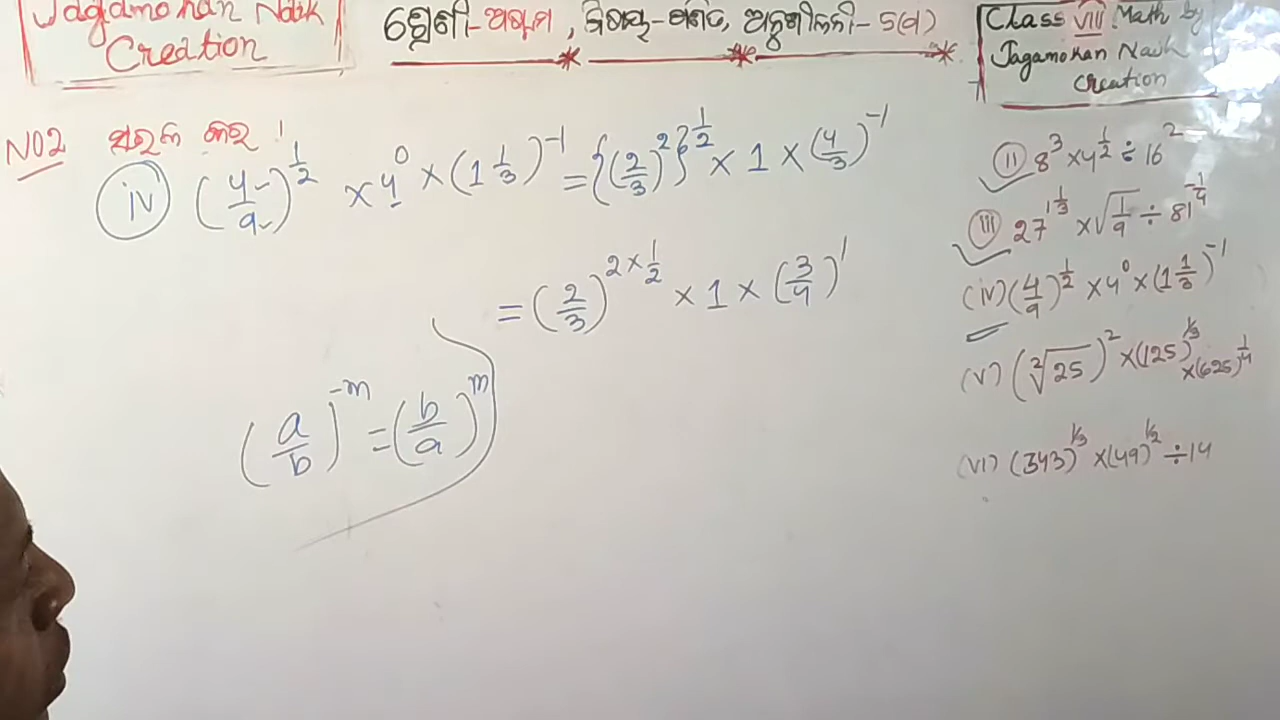 Jagamohan Naik
Creation
ଶ୍ରେଣୀ-ଅଷ୍ଟମ, ବିଷୟ-ଗଣିତ, ଅନୁଶୀଳନୀ-
Class VIII Math by
Jagamohan Naik
Creation
NO2 ସରଳ କର।
(iv) (4/9)^{1/2} × 4^0 × (1 1/3)^{-1} = {(2/3)^2}^{1/2} × 1 × (4/3)^{-1}
= (2/3)^{2 × 1/2} × 1 × (3/4)^1
(a/b)^{-m} = (b/a)^m
(ii) 8^3 × 4^{1/2} ÷ 16^2
(iii) 27^{1 1/3} × √(1/9) ÷ 81^{-1/4}
(iv) (4/9)^{1/2} × 4^0 × (1 1/3)^{-1}
(v) (²√25)^2 × (125)^{1/3} × (625)^{1/4}
(vi) (343)^{1/3} × (49)^{1/2} ÷ 14